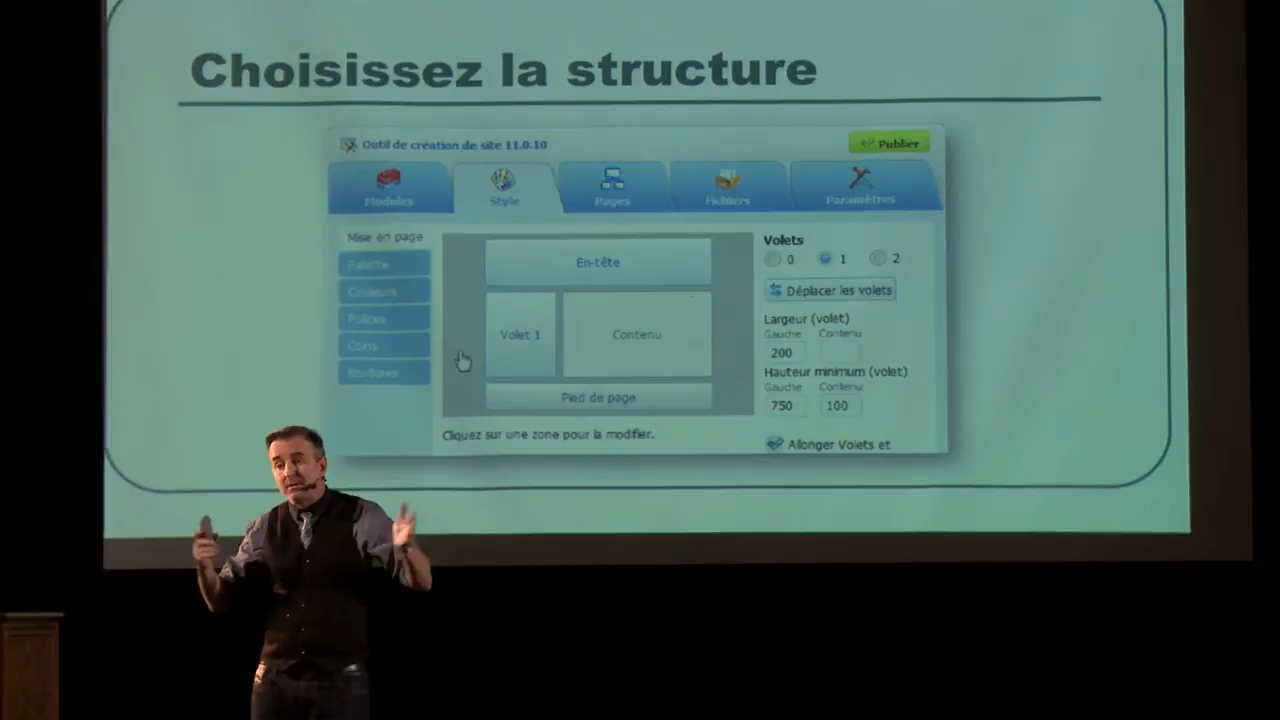 Choisissez la structure
Outil de création de site 11.0.10
Publier
Modules
Style
Pages
Fichiers
Paramètres
Mise en page
Palette
Couleurs
Polices
Coins
Bordures
En-tête
Volet 1
Contenu
Pied de page
Cliquez sur une zone pour la modifier.
Volets
0 1 2
Déplacer les volets
Largeur (volet)
Gauche Contenu
200
Hauteur minimum (volet)
Gauche Contenu
750 100
Allonger Volets et